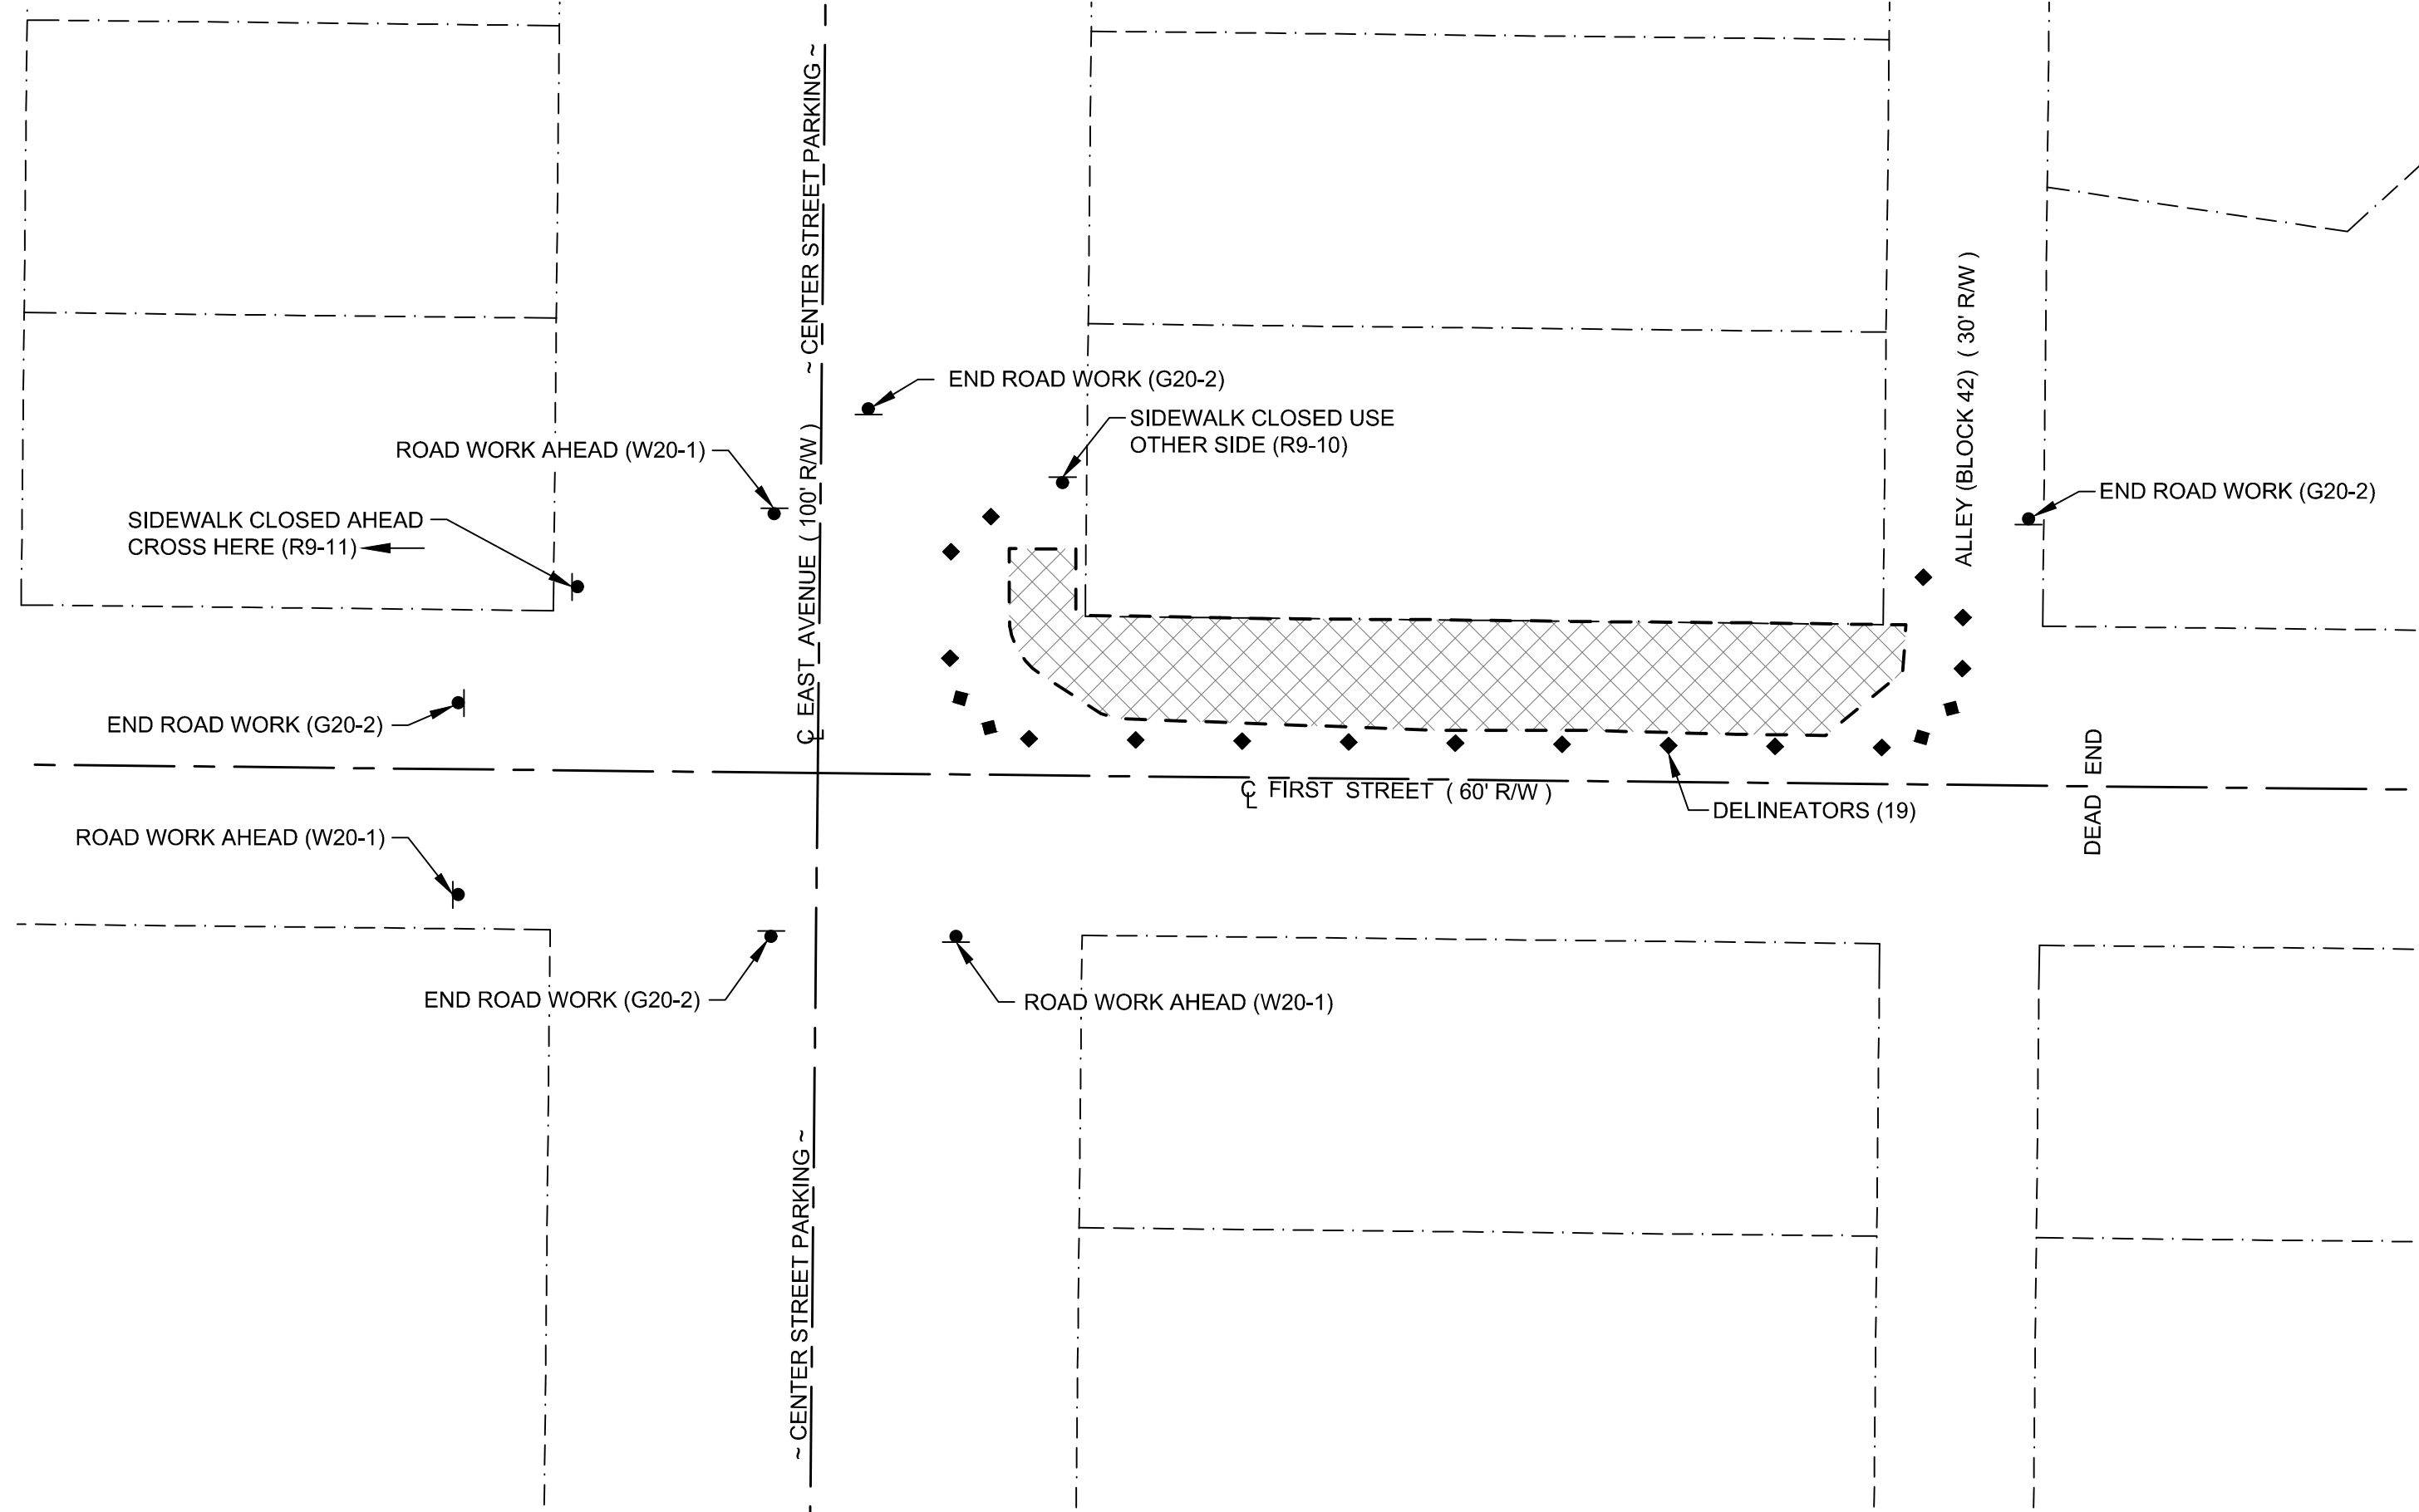 ~ CENTER STREET PARKING ~
END ROAD WORK (G20-2)
SIDEWALK CLOSED USE
OTHER SIDE (R9-10)
ROAD WORK AHEAD (W20-1)
ALLEY (BLOCK 42) ( 30' R/W )
END ROAD WORK (G20-2)
SIDEWALK CLOSED AHEAD
CROSS HERE (R9-11)
CL EAST AVENUE ( 100' R/W )
END ROAD WORK (G20-2)
CL FIRST STREET ( 60' R/W )
DELINEATORS (19)
DEAD END
ROAD WORK AHEAD (W20-1)
END ROAD WORK (G20-2)
ROAD WORK AHEAD (W20-1)
~ CENTER STREET PARKING ~